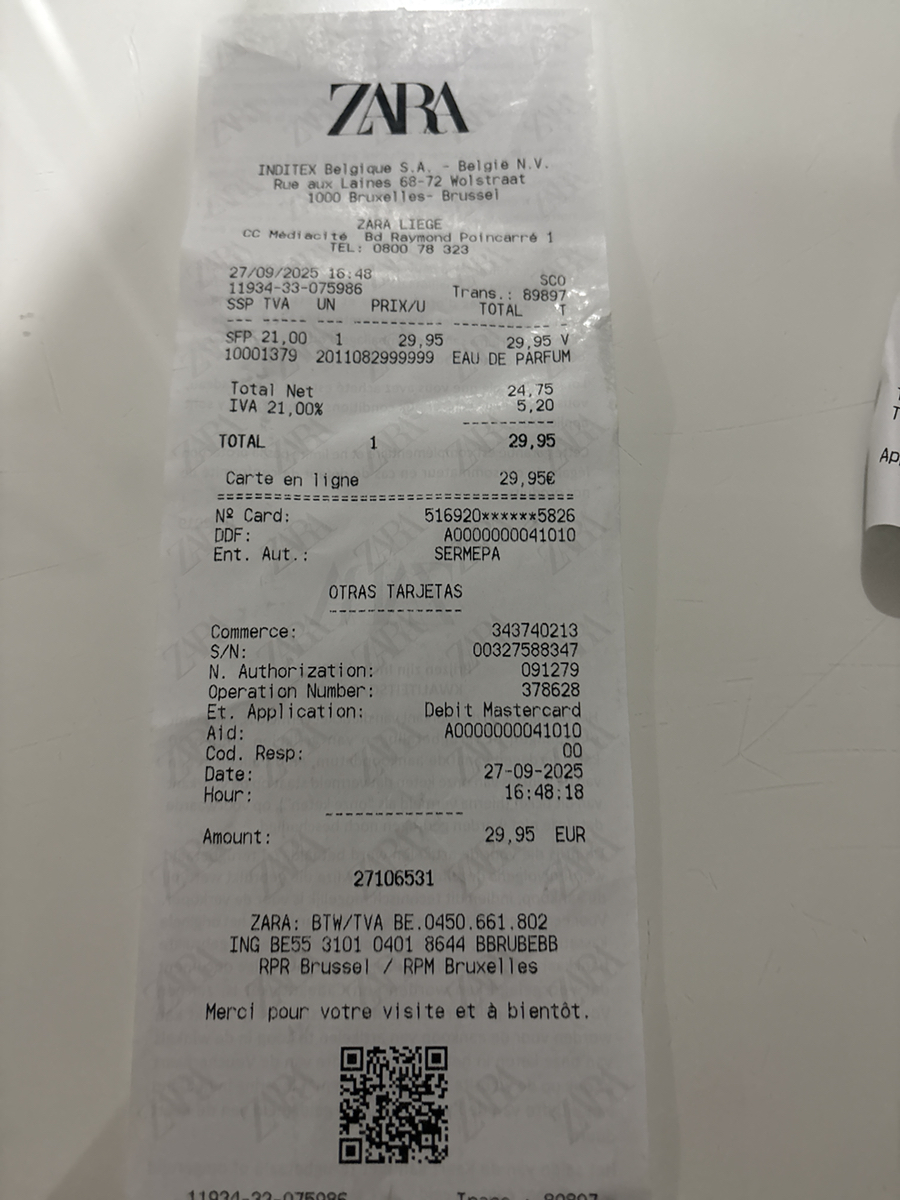 ZARA
INDITEX Belgique S.A. - België N.V.
Rue aux Laines 68-72 Wolstraat
1000 Bruxelles- Brussel
ZARA LIEGE
CC Médiacité Bd Raymond Poincarré 1
TEL: 0800 78 323
27/09/2025 16:48 SCO
11934-33-075986 Trans.: 89897
SSP TVA UN PRIX/U TOTAL T
SFP 21,00 1 29,95 29,95 V
10001379 2011082999999 EAU DE PARFUM
Total Net 24,75
IVA 21,00% 5,20
TOTAL 1 29,95
Carte en ligne 29,95€
Nº Card: 516920******5826
DDF: A0000000041010
Ent. Aut.: SERMEPA
OTRAS TARJETAS
Commerce: 343740213
S/N: 00327588347
N. Authorization: 091279
Operation Number: 378628
Et. Application: Debit Mastercard
Aid: A0000000041010
Cod. Resp: 00
Date: 27-09-2025
Hour: 16:48:18
Amount: 29,95 EUR
27106531
ZARA: BTW/TVA BE.0450.661.802
ING BE55 3101 0401 8644 BBRUBEBB
RPR Brussel / RPM Bruxelles
Merci pour votre visite et à bientôt.
11934-33-075986 Trans.: 89897